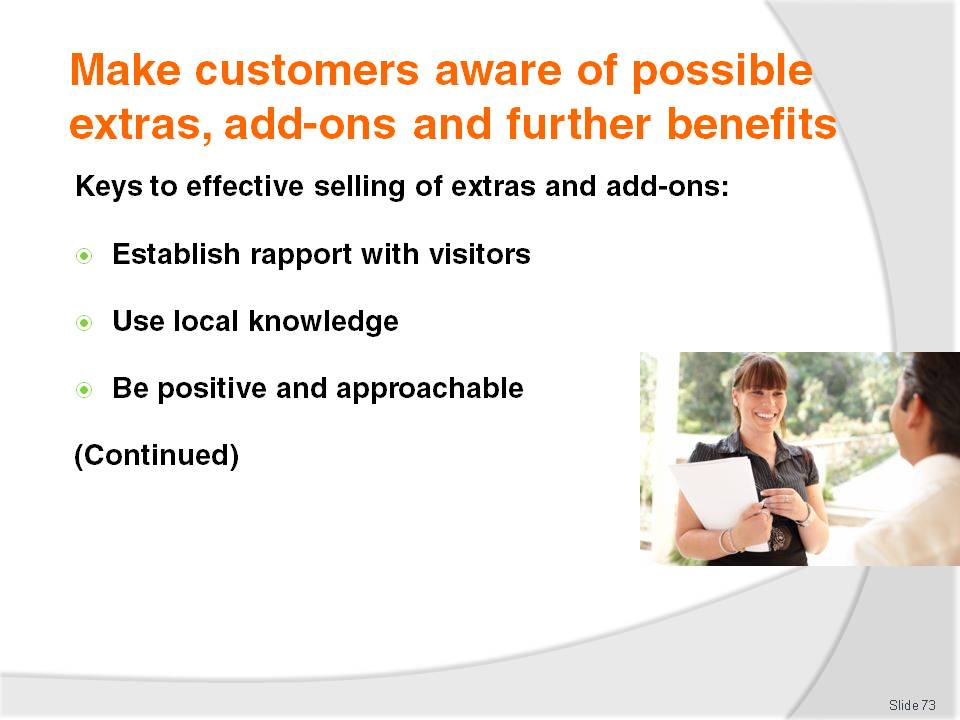 Make customers aware of possible
extras, add-ons and further benefits
Keys to effective selling of extras and add-ons:
Establish rapport with visitors
Use local knowledge
Be positive and approachable
(Continued)
Slide 73